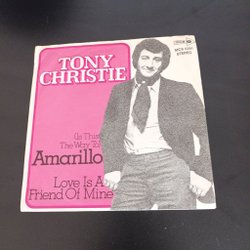 TONY
CHRISTIE
STEREO
(Is This
The Way To)
Amarillo
Love Is A
Friend Of Mine